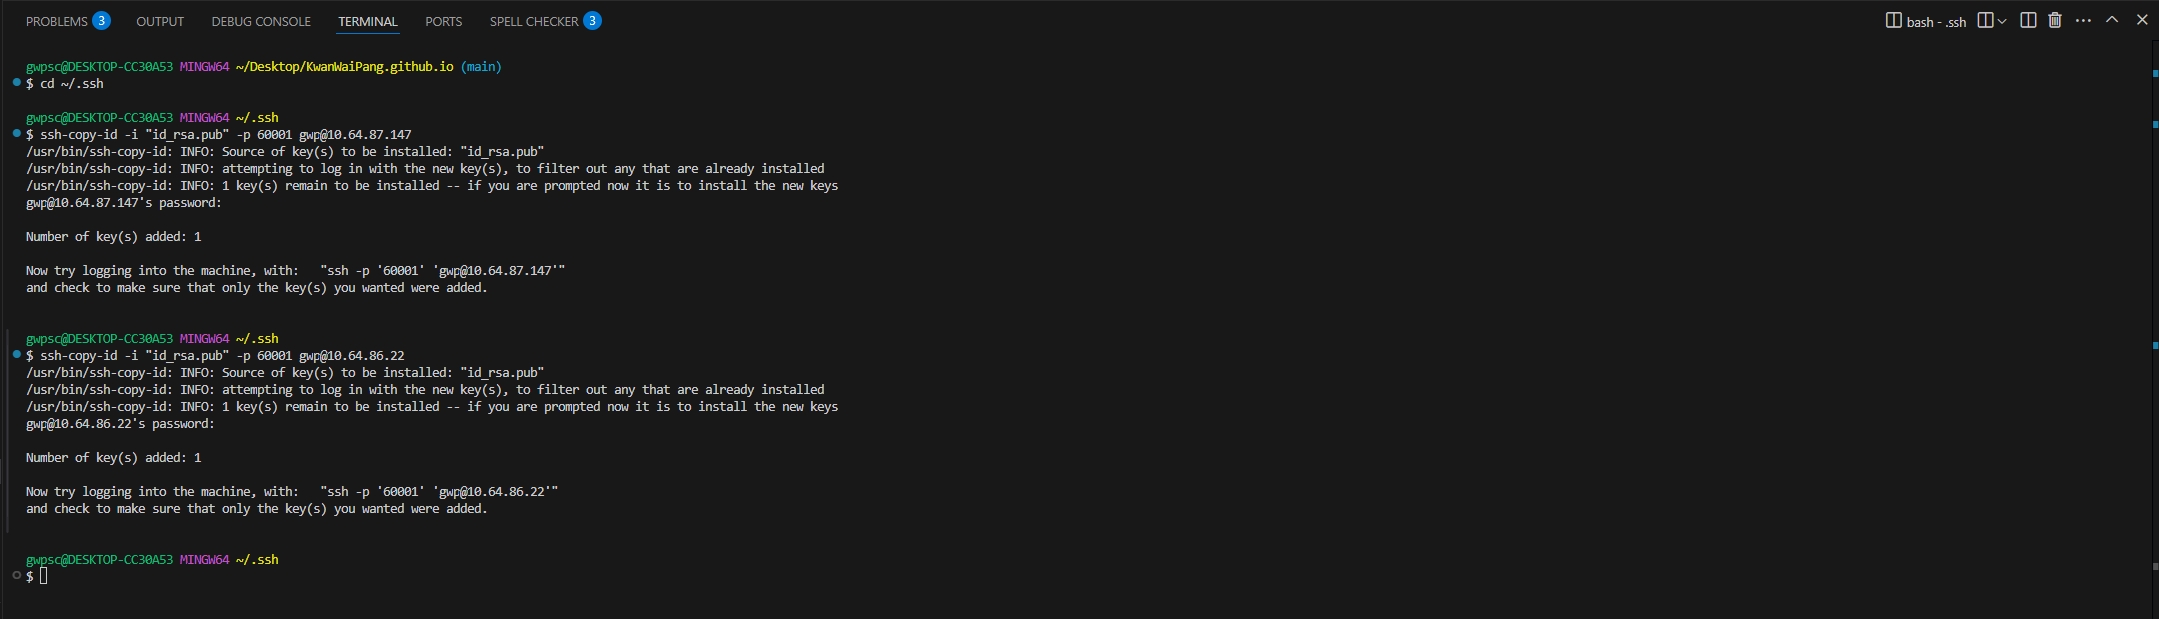 PROBLEMS 3 OUTPUT DEBUG CONSOLE TERMINAL PORTS SPELL CHECKER 3 bash - .ssh
gwpsc@DESKTOP-CC30A53 MINGW64 ~/Desktop/KwanWaiPang.github.io (main)
$ cd ~/.ssh
gwpsc@DESKTOP-CC30A53 MINGW64 ~/.ssh
$ ssh-copy-id -i "id_rsa.pub" -p 60001 gwp@10.64.87.147
/usr/bin/ssh-copy-id: INFO: Source of key(s) to be installed: "id_rsa.pub"
/usr/bin/ssh-copy-id: INFO: attempting to log in with the new key(s), to filter out any that are already installed
/usr/bin/ssh-copy-id: INFO: 1 key(s) remain to be installed -- if you are prompted now it is to install the new keys
gwp@10.64.87.147's password:
Number of key(s) added: 1
Now try logging into the machine, with:   "ssh -p '60001' 'gwp@10.64.87.147'"
and check to make sure that only the key(s) you wanted were added.
gwpsc@DESKTOP-CC30A53 MINGW64 ~/.ssh
$ ssh-copy-id -i "id_rsa.pub" -p 60001 gwp@10.64.86.22
/usr/bin/ssh-copy-id: INFO: Source of key(s) to be installed: "id_rsa.pub"
/usr/bin/ssh-copy-id: INFO: attempting to log in with the new key(s), to filter out any that are already installed
/usr/bin/ssh-copy-id: INFO: 1 key(s) remain to be installed -- if you are prompted now it is to install the new keys
gwp@10.64.86.22's password:
Number of key(s) added: 1
Now try logging into the machine, with:   "ssh -p '60001' 'gwp@10.64.86.22'"
and check to make sure that only the key(s) you wanted were added.
gwpsc@DESKTOP-CC30A53 MINGW64 ~/.ssh
$